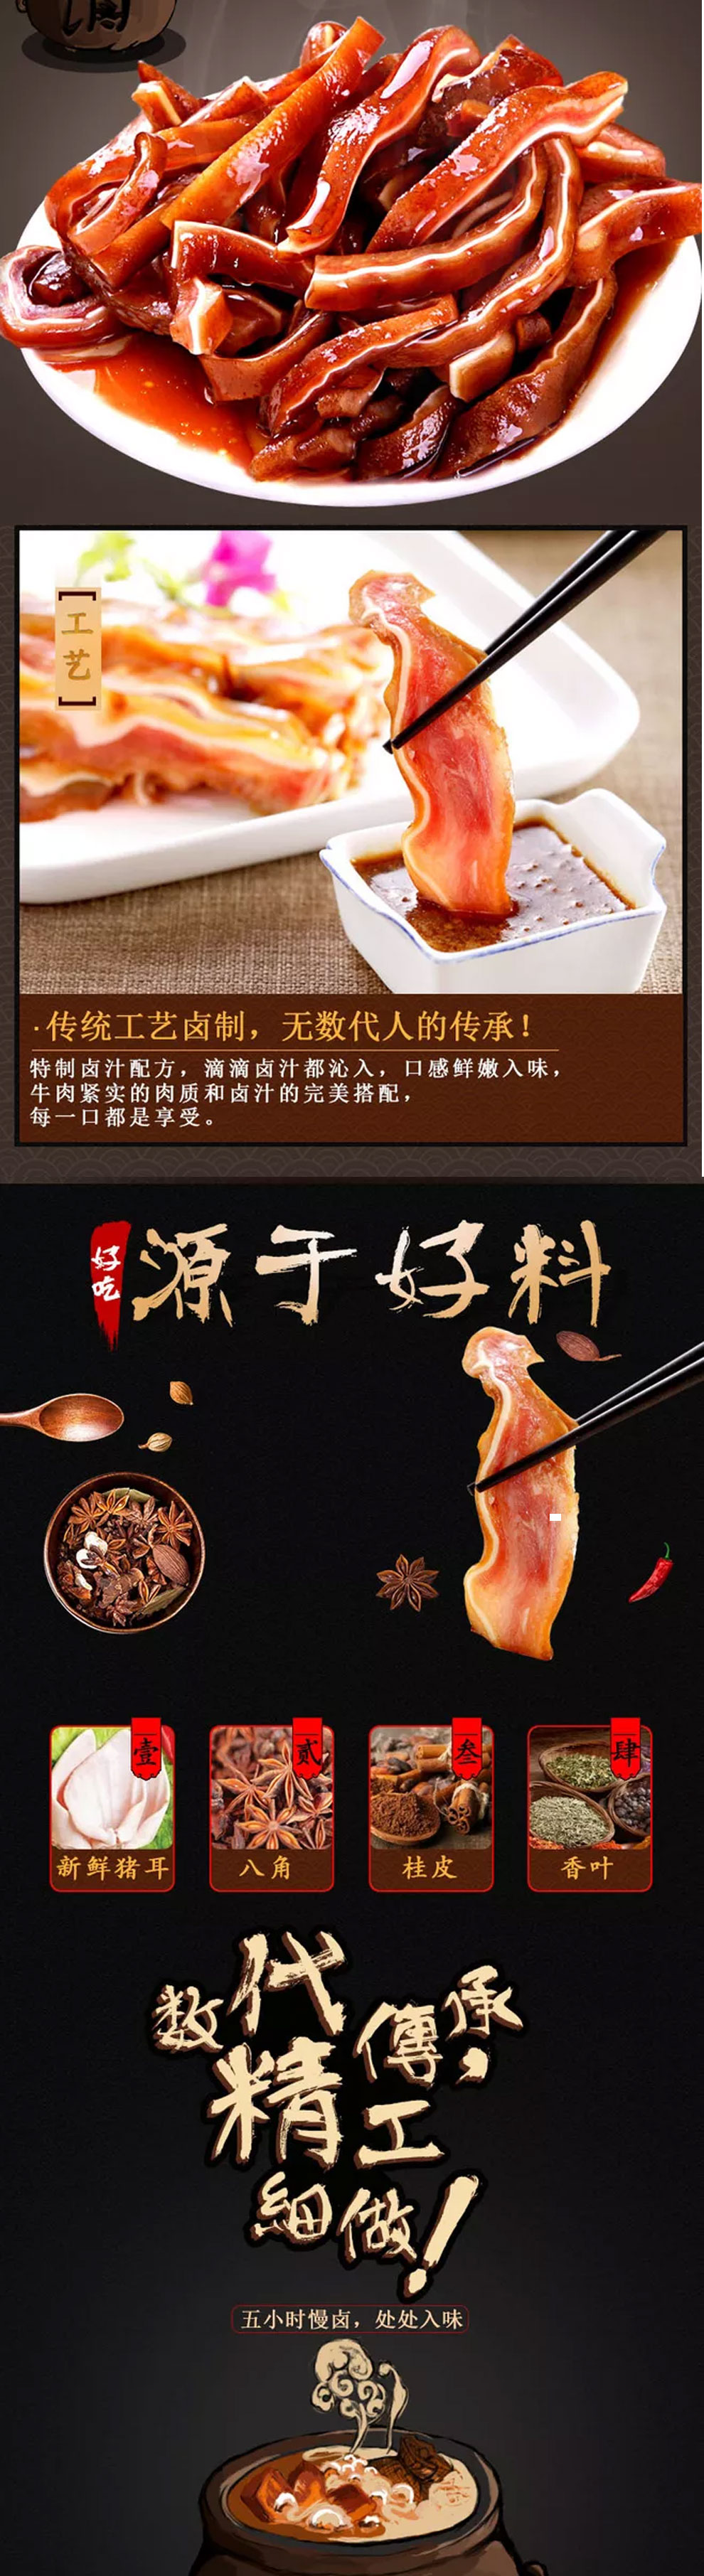 工
艺
·传统工艺卤制，无数代人的传承！
特制卤汁配方，滴滴卤汁都沁入，口感鲜嫩入味，
牛肉紧实的肉质和卤汁的完美搭配，
每一口都是享受。
好吃
源于好料
壹
贰
叁
肆
新鲜猪耳
八角
桂皮
香叶
数代傳承，
精工
細做！
五小时慢卤，处处入味